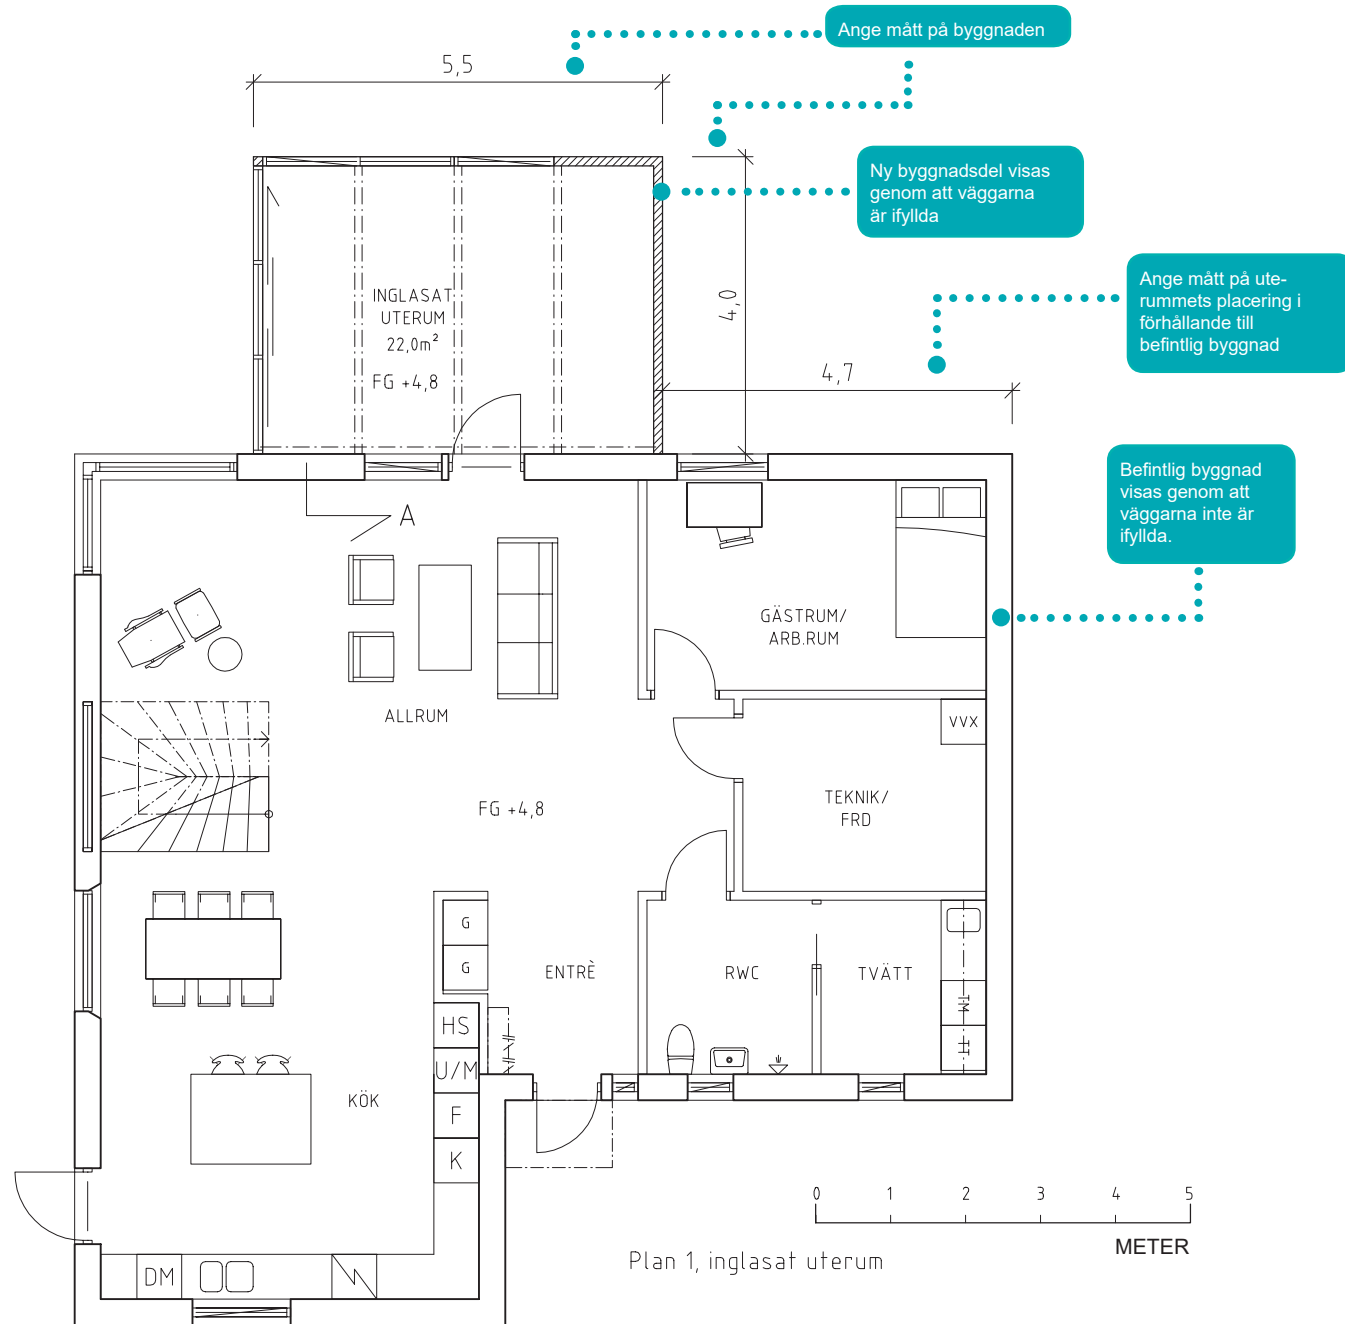 Ange mått på byggnaden
5,5
Ny byggnadsdel visas
genom att väggarna
är ifyllda
Ange mått på ute-
rummets placering i
förhållande till
befintlig byggnad
4,0
INGLASAT
UTERUM
22,0m²
FG +4,8
4,7
Befintlig byggnad
visas genom att
väggarna inte är
ifyllda.
A
GÄSTRUM/
ARB.RUM
ALLRUM
VVX
TEKNIK/
FRD
FG +4,8
G
G
ENTRÈ
RWC
TVÄTT
TM
TT
HS
U/M
F
K
KÖK
DM
0 1 2 3 4 5
METER
Plan 1, inglasat uterum